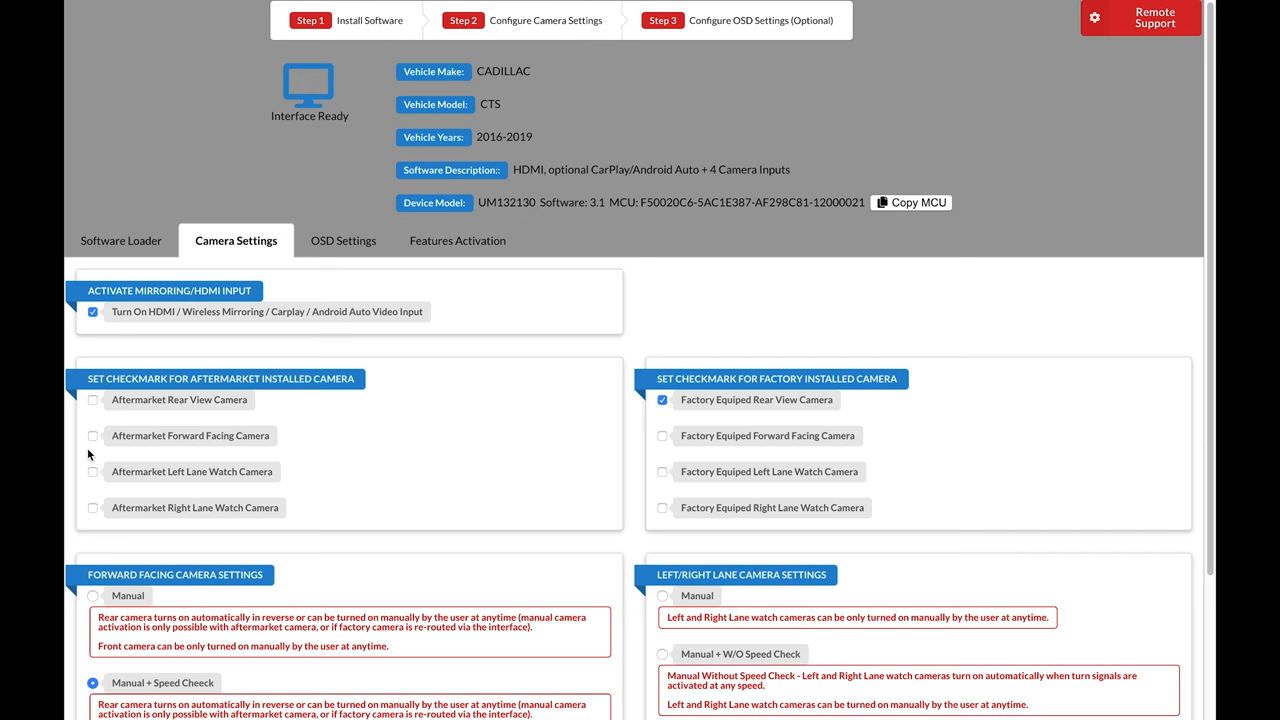 Step 1 Install Software
Step 2 Configure Camera Settings
Step 3 Configure OSD Settings (Optional)
Remote
Support
Interface Ready
Vehicle Make: CADILLAC
Vehicle Model: CTS
Vehicle Years: 2016-2019
Software Description:: HDMI, optional CarPlay/Android Auto + 4 Camera Inputs
Device Model: UM132130 Software: 3.1 MCU: F50020C6-5AC1E387-AF298C81-12000021 Copy MCU
Software Loader
Camera Settings
OSD Settings
Features Activation
ACTIVATE MIRRORING/HDMI INPUT
Turn On HDMI / Wireless Mirroring / Carplay / Android Auto Video Input
SET CHECKMARK FOR AFTERMARKET INSTALLED CAMERA
Aftermarket Rear View Camera
Aftermarket Forward Facing Camera
Aftermarket Left Lane Watch Camera
Aftermarket Right Lane Watch Camera
SET CHECKMARK FOR FACTORY INSTALLED CAMERA
Factory Equiped Rear View Camera
Factory Equiped Forward Facing Camera
Factory Equiped Left Lane Watch Camera
Factory Equiped Right Lane Watch Camera
FORWARD FACING CAMERA SETTINGS
Manual
Rear camera turns on automatically in reverse or can be turned on manually by the user at anytime (manual camera
activation is only possible with aftermarket camera, or if factory camera is re-routed via the interface).
Front camera can be only turned on manually by the user at anytime.
Manual + Speed Cheeck
Rear camera turns on automatically in reverse or can be turned on manually by the user at anytime (manual camera
activation is only possible with aftermarket camera, or if factory camera is re-routed via the interface).
LEFT/RIGHT LANE CAMERA SETTINGS
Manual
Left and Right Lane watch cameras can be only turned on manually by the user at anytime.
Manual + W/O Speed Check
Manual Without Speed Check - Left and Right Lane watch cameras turn on automatically when turn signals are
activated at any speed.
Left and Right Lane watch cameras can be turned on manually by the user at anytime.